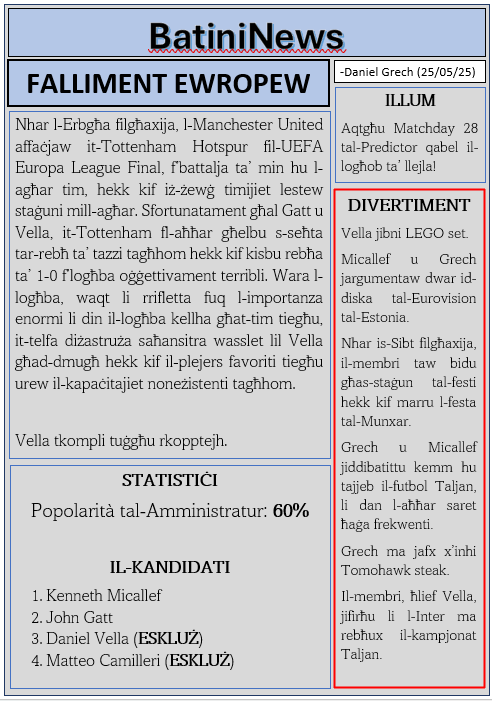 BatiniNews
FALLIMENT EWROPEW
Nhar l-Erbgħa filgħaxija, l-Manchester United
affaċjaw it-Tottenham Hotspur fil-UEFA
Europa League Final, f'battalja ta' min hu l-
agħar tim, hekk kif iż-żewġ timijiet lestew
staġuni mill-agħar. Sfortunatament għal Gatt u
Vella, it-Tottenham fl-aħħar għelbu s-seħta
tar-rebħ ta' tazzi tagħhom hekk kif kisbu rebħa
ta' 1-0 f'logħba oġġettivament terribli. Wara l-
logħba, waqt li rrifletta fuq l-importanza
enormi li din il-logħba kellha għat-tim tiegħu,
it-telfa diżastruża saħansitra wasslet lil Vella
għad-dmugħ hekk kif il-plejers favoriti tiegħu
urew il-kapaċitajiet noneżistenti tagħhom.
Vella tkompli tuġgħu rkopptejh.
STATISTIĊI
Popolarità tal-Amministratur: 60%
IL-KANDIDATI
1. Kenneth Micallef
2. John Gatt
3. Daniel Vella (ESKLUŻ)
4. Matteo Camilleri (ESKLUŻ)
-Daniel Grech (25/05/25)
ILLUM
Aqtgħu Matchday 28
tal-Predictor qabel il-
logħob ta' llejla!
DIVERTIMENT
Vella jibni LEGO set.
Micallef u Grech
jargumentaw dwar id-
diska tal-Eurovision
tal-Estonia.
Nhar is-Sibt filgħaxija,
il-membri taw bidu
għas-staġun tal-festi
hekk kif marru l-festa
tal-Munxar.
Grech u Micallef
jiddibatittu kemm hu
tajjeb il-futbol Taljan,
li dan l-aħħar saret
ħaġa frekwenti.
Grech ma jafx x'inhi
Tomohawk steak.
Il-membri, ħlief Vella,
jifirħu li l-Inter ma
rebħux il-kampjonat
Taljan.